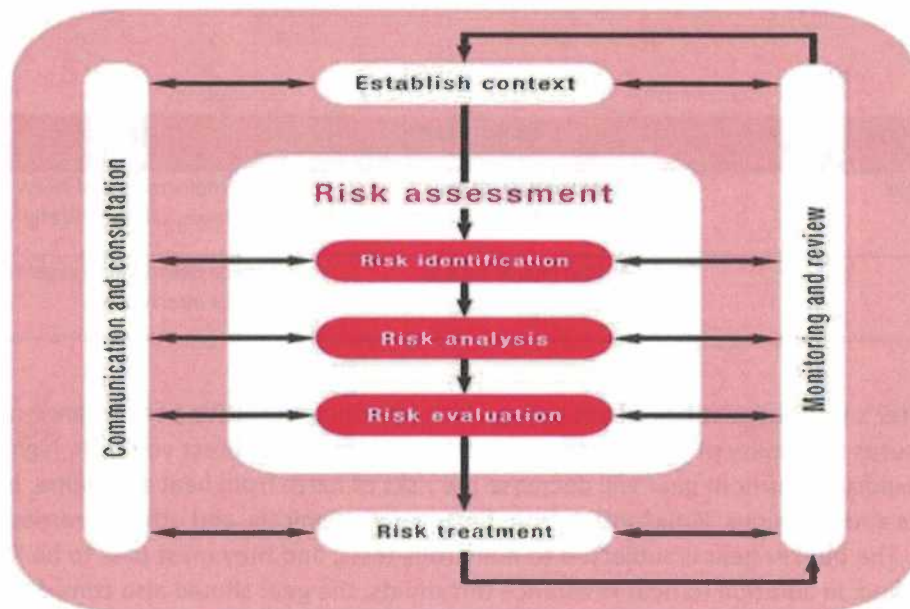 Establish context
Communication and consultation
Risk assessment
Risk identification
Risk analysis
Risk evaluation
Monitoring and review
Risk treatment